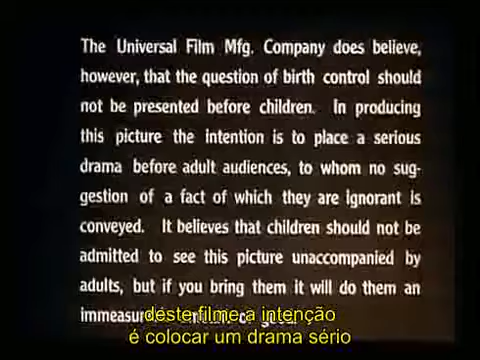 The Universal Film Mfg. Company does believe,
however, that the question of birth control should
not be presented before children. In producing
this picture the intention is to place a serious
drama before adult audiences, to whom no sug-
gestion of a fact of which they are ignorant is
conveyed. It believes that children should not be
admitted to see this picture unaccompanied by
adults, but if you bring them it will do them an
deste filme a intenção
é colocar um drama sério